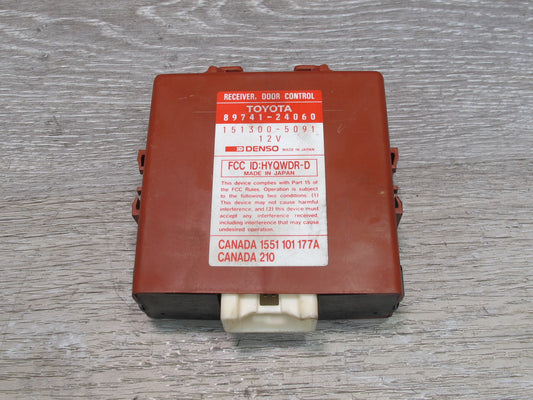 RECEIVER, DOOR CONTROL
TOYOTA
89741-24060
151300-5091
12V
DENSO MADE IN JAPAN
FCC ID:HYQWDR-D
MADE IN JAPAN
This device complies with Part 15 of
the FCC Rules. Operation is subject
to the following two conditions. (1)
This device may not cause harmful
interference, and (2) this device must
accept any interference received,
including interference that may cause
undesired operation.
CANADA 1551 101 177A
CANADA 210